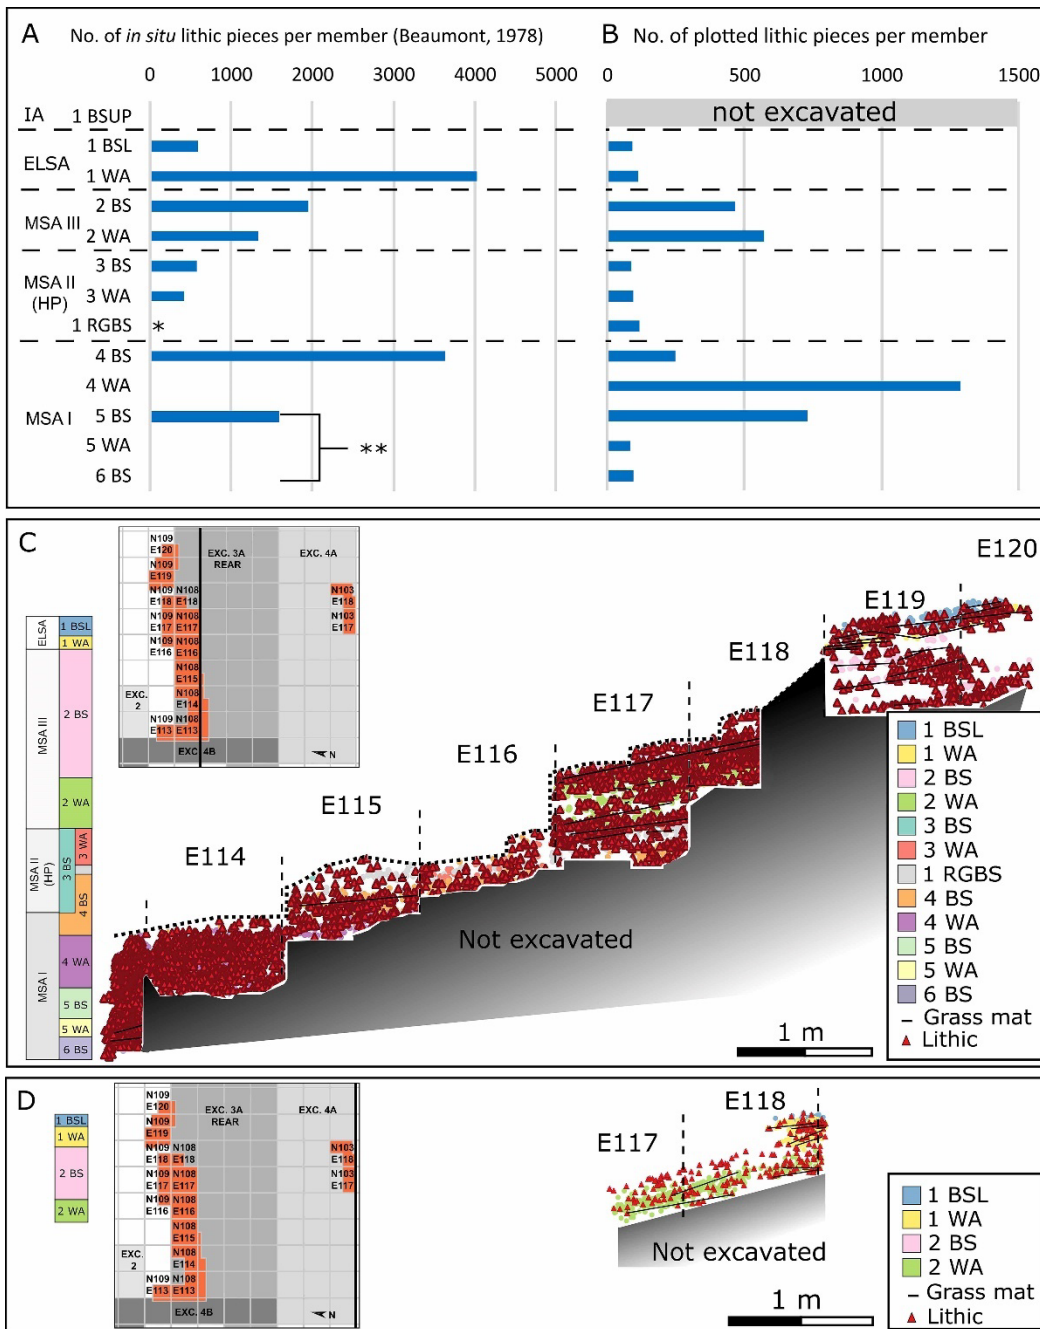 A No. of in situ lithic pieces per member (Beaumont, 1978)
0 1000 2000 3000 4000 5000
IA 1 BSUP
ELSA
1 BSL
1 WA
MSA III
2 BS
2 WA
MSA II
(HP)
3 BS
3 WA
1 RGBS *
MSA I
4 BS
4 WA
5 BS
5 WA **
6 BS
B No. of plotted lithic pieces per member
0 500 1000 1500
not excavated
C
N109
E120
N109
E119
N109 N108
E118 E118
N109 N108
E117 E117
N109 N108
E116 E116
N108
E115
N108
E114
N109 N108
E113 E113
EXC. 3A
REAR
EXC. 4A
N103
E118
N103
E117
EXC.
2
EXC. 4B
N
ELSA
MSA III
MSA II
(HP)
MSA I
1 BSL
1 WA
2 BS
2 WA
3 BS
3 WA
4 BS
4 WA
5 BS
5 WA
6 BS
E114
E115
E116
E117
E118
E119
E120
Not excavated
1 m
1 BSL
1 WA
2 BS
2 WA
3 BS
3 WA
1 RGBS
4 BS
4 WA
5 BS
5 WA
6 BS
Grass mat
Lithic
D
1 BSL
1 WA
2 BS
2 WA
N109
E120
N109
E119
N109 N108
E118 E118
N109 N108
E117 E117
N109 N108
E116 E116
N108
E115
N108
E114
N109 N108
E113 E113
EXC. 3A
REAR
EXC. 4A
N103
E118
N103
E117
EXC.
2
EXC. 4B
N
E117
E118
Not excavated
1 m
1 BSL
1 WA
2 BS
2 WA
Grass mat
Lithic